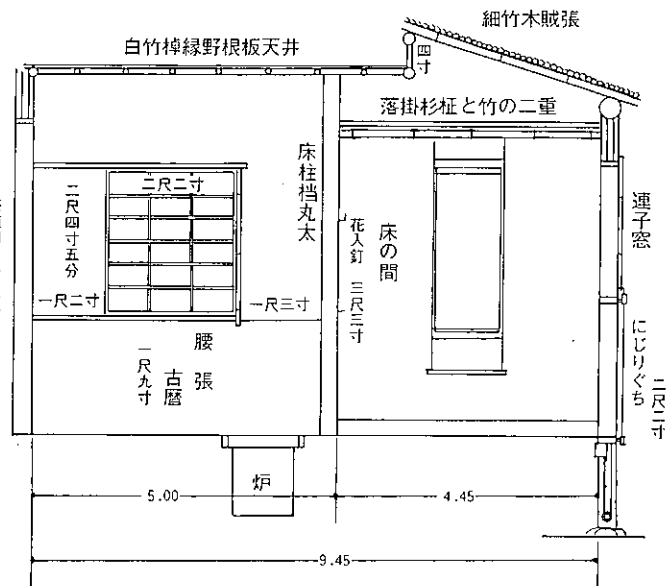 細竹木賊張
白竹棹縁野根板天井
四寸
落掛杉柾と竹の二重
床柱档丸太
二尺二寸
二尺四寸五分
一尺二寸
一尺三寸
花入釘 三尺三寸
床の間
連子窓
にじりぐち
二尺二寸
腰張
古暦
一尺九寸
炉
5.00
4.45
9.45